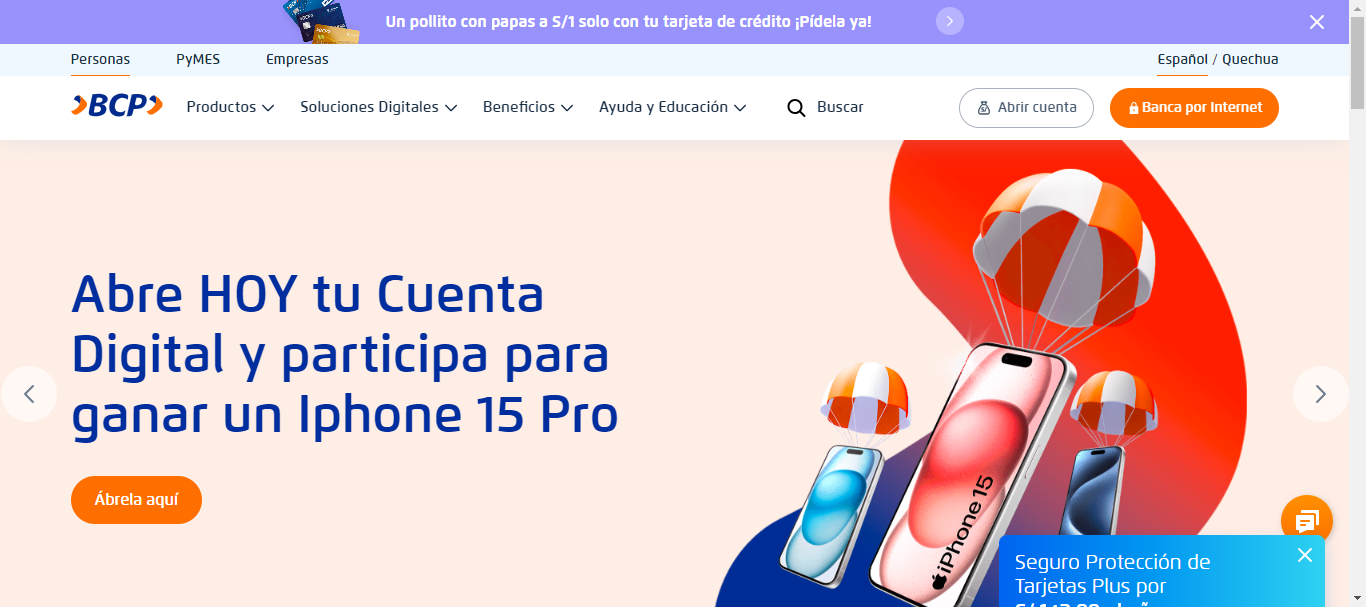 Un pollito con papas a S/1 solo con tu tarjeta de crédito ¡Pídela ya!
Personas PyMES Empresas Español / Quechua
BCP Productos Soluciones Digitales Beneficios Ayuda y Educación Buscar Abrir cuenta Banca por Internet
Abre HOY tu Cuenta
Digital y participa para
ganar un Iphone 15 Pro
Ábrela aquí
iPhone 15
Seguro Protección de
Tarjetas Plus por